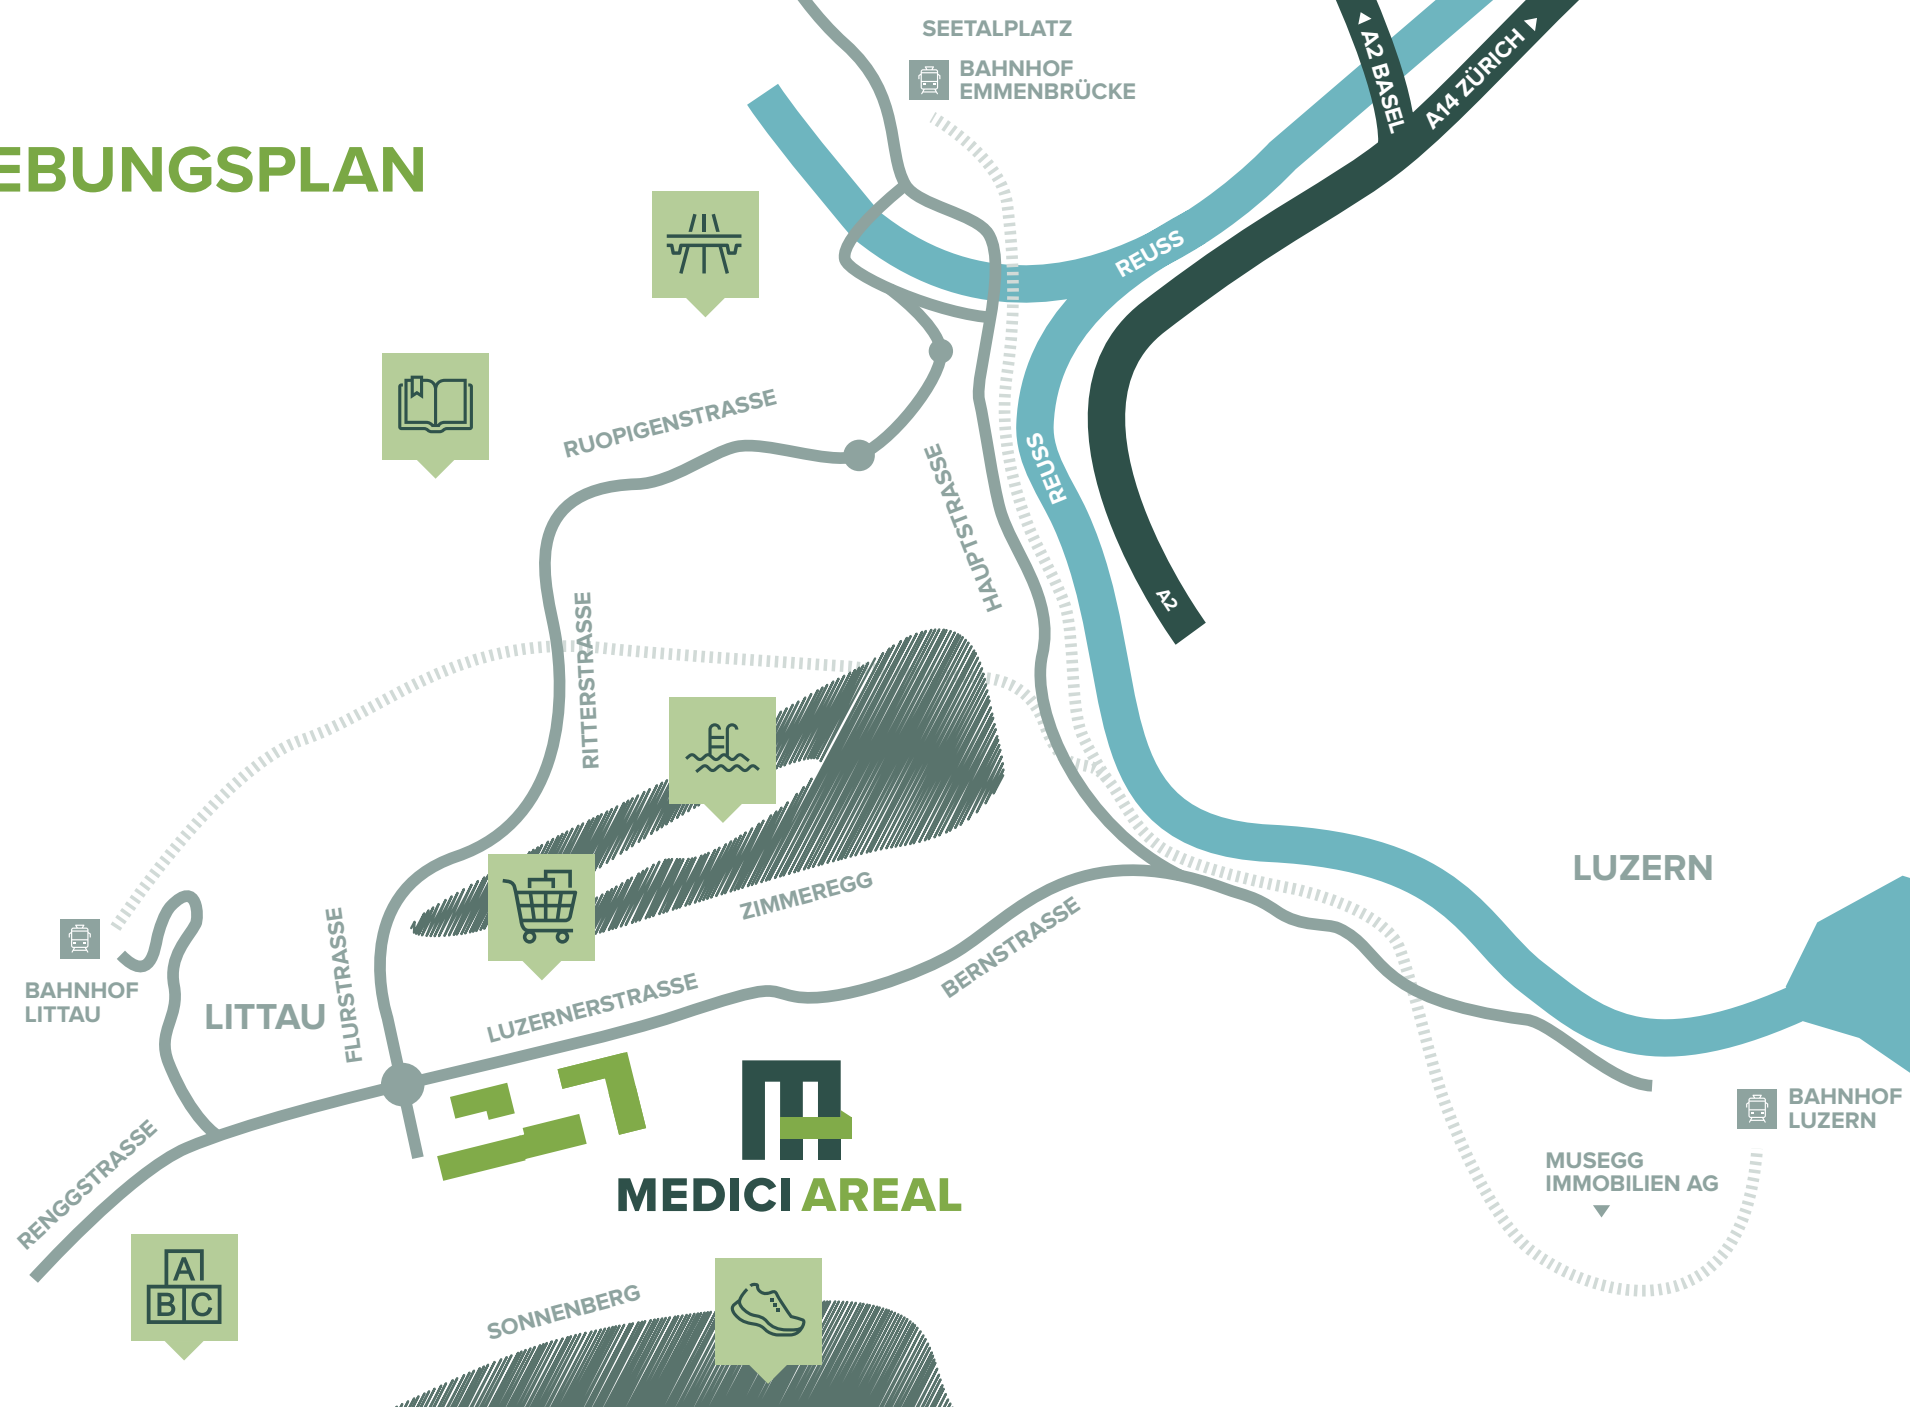 SEETALPLATZ
BAHNHOF
EMMENBRÜCKE
A2 BASEL
A14 ZÜRICH
EBUNGSPLAN
REUSS
RUOPIGENSTRASSE
HAUPTSTRASSE
REUSS
A2
RITTERSTRASSE
LUZERN
ZIMMEREGG
BERNSTRASSE
FLURSTRASSE
BAHNHOF
LITTAU
LITTAU
LUZERNERSTRASSE
BAHNHOF
LUZERN
RENGGSTRASSE
MUSEGG
IMMOBILIEN AG
MEDICI AREAL
A
B C
SONNENBERG